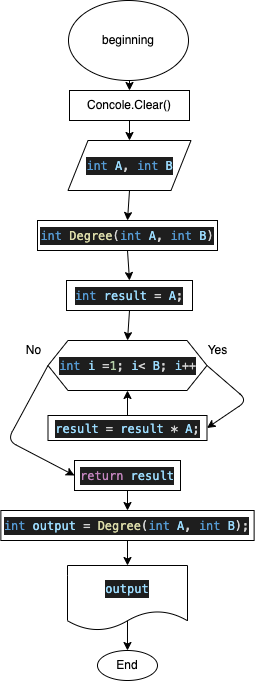 beginning
Concole.Clear()
int A, int B
int Degree(int A, int B)
int result = A;
No
Yes
int i =1; i< B; i++
result = result * A;
return result
int output = Degree(int A, int B);
output
End